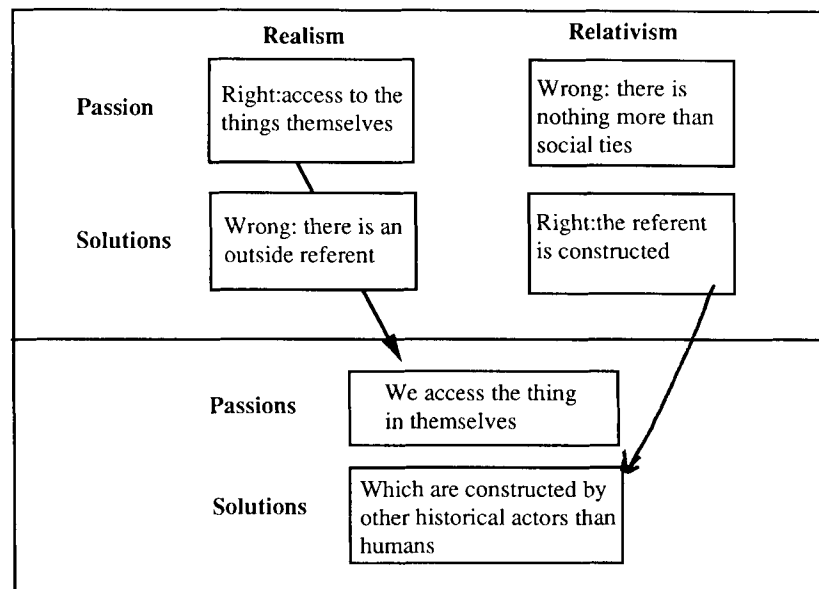 Realism Relativism
Passion
Right:access to the
things themselves
Wrong: there is
nothing more than
social ties
Solutions
Wrong: there is an
outside referent
Right:the referent
is constructed
Passions
We access the thing
in themselves
Solutions
Which are constructed by
other historical actors than
humans